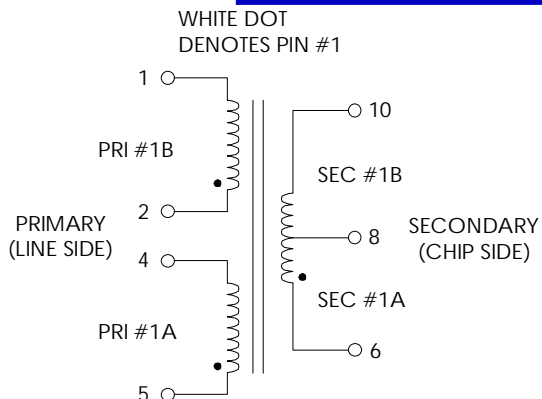 WHITE DOT
DENOTES PIN #1
1
10
PRI #1B
SEC #1B
2
PRIMARY
(LINE SIDE)
8
SECONDARY
(CHIP SIDE)
4
SEC #1A
PRI #1A
6
5